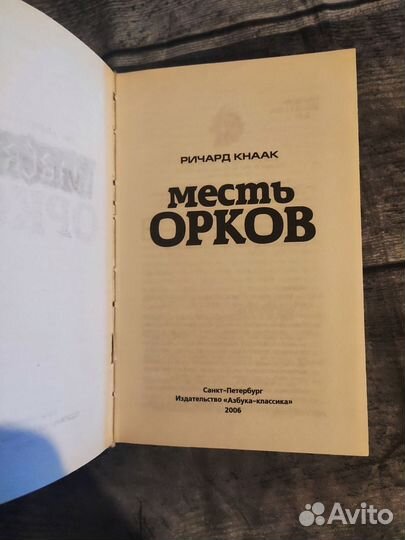 РИЧАРД КНААК
месть
ОРКОВ
Санкт-Петербург
Издательство «Азбука-классика»
2006
Avito